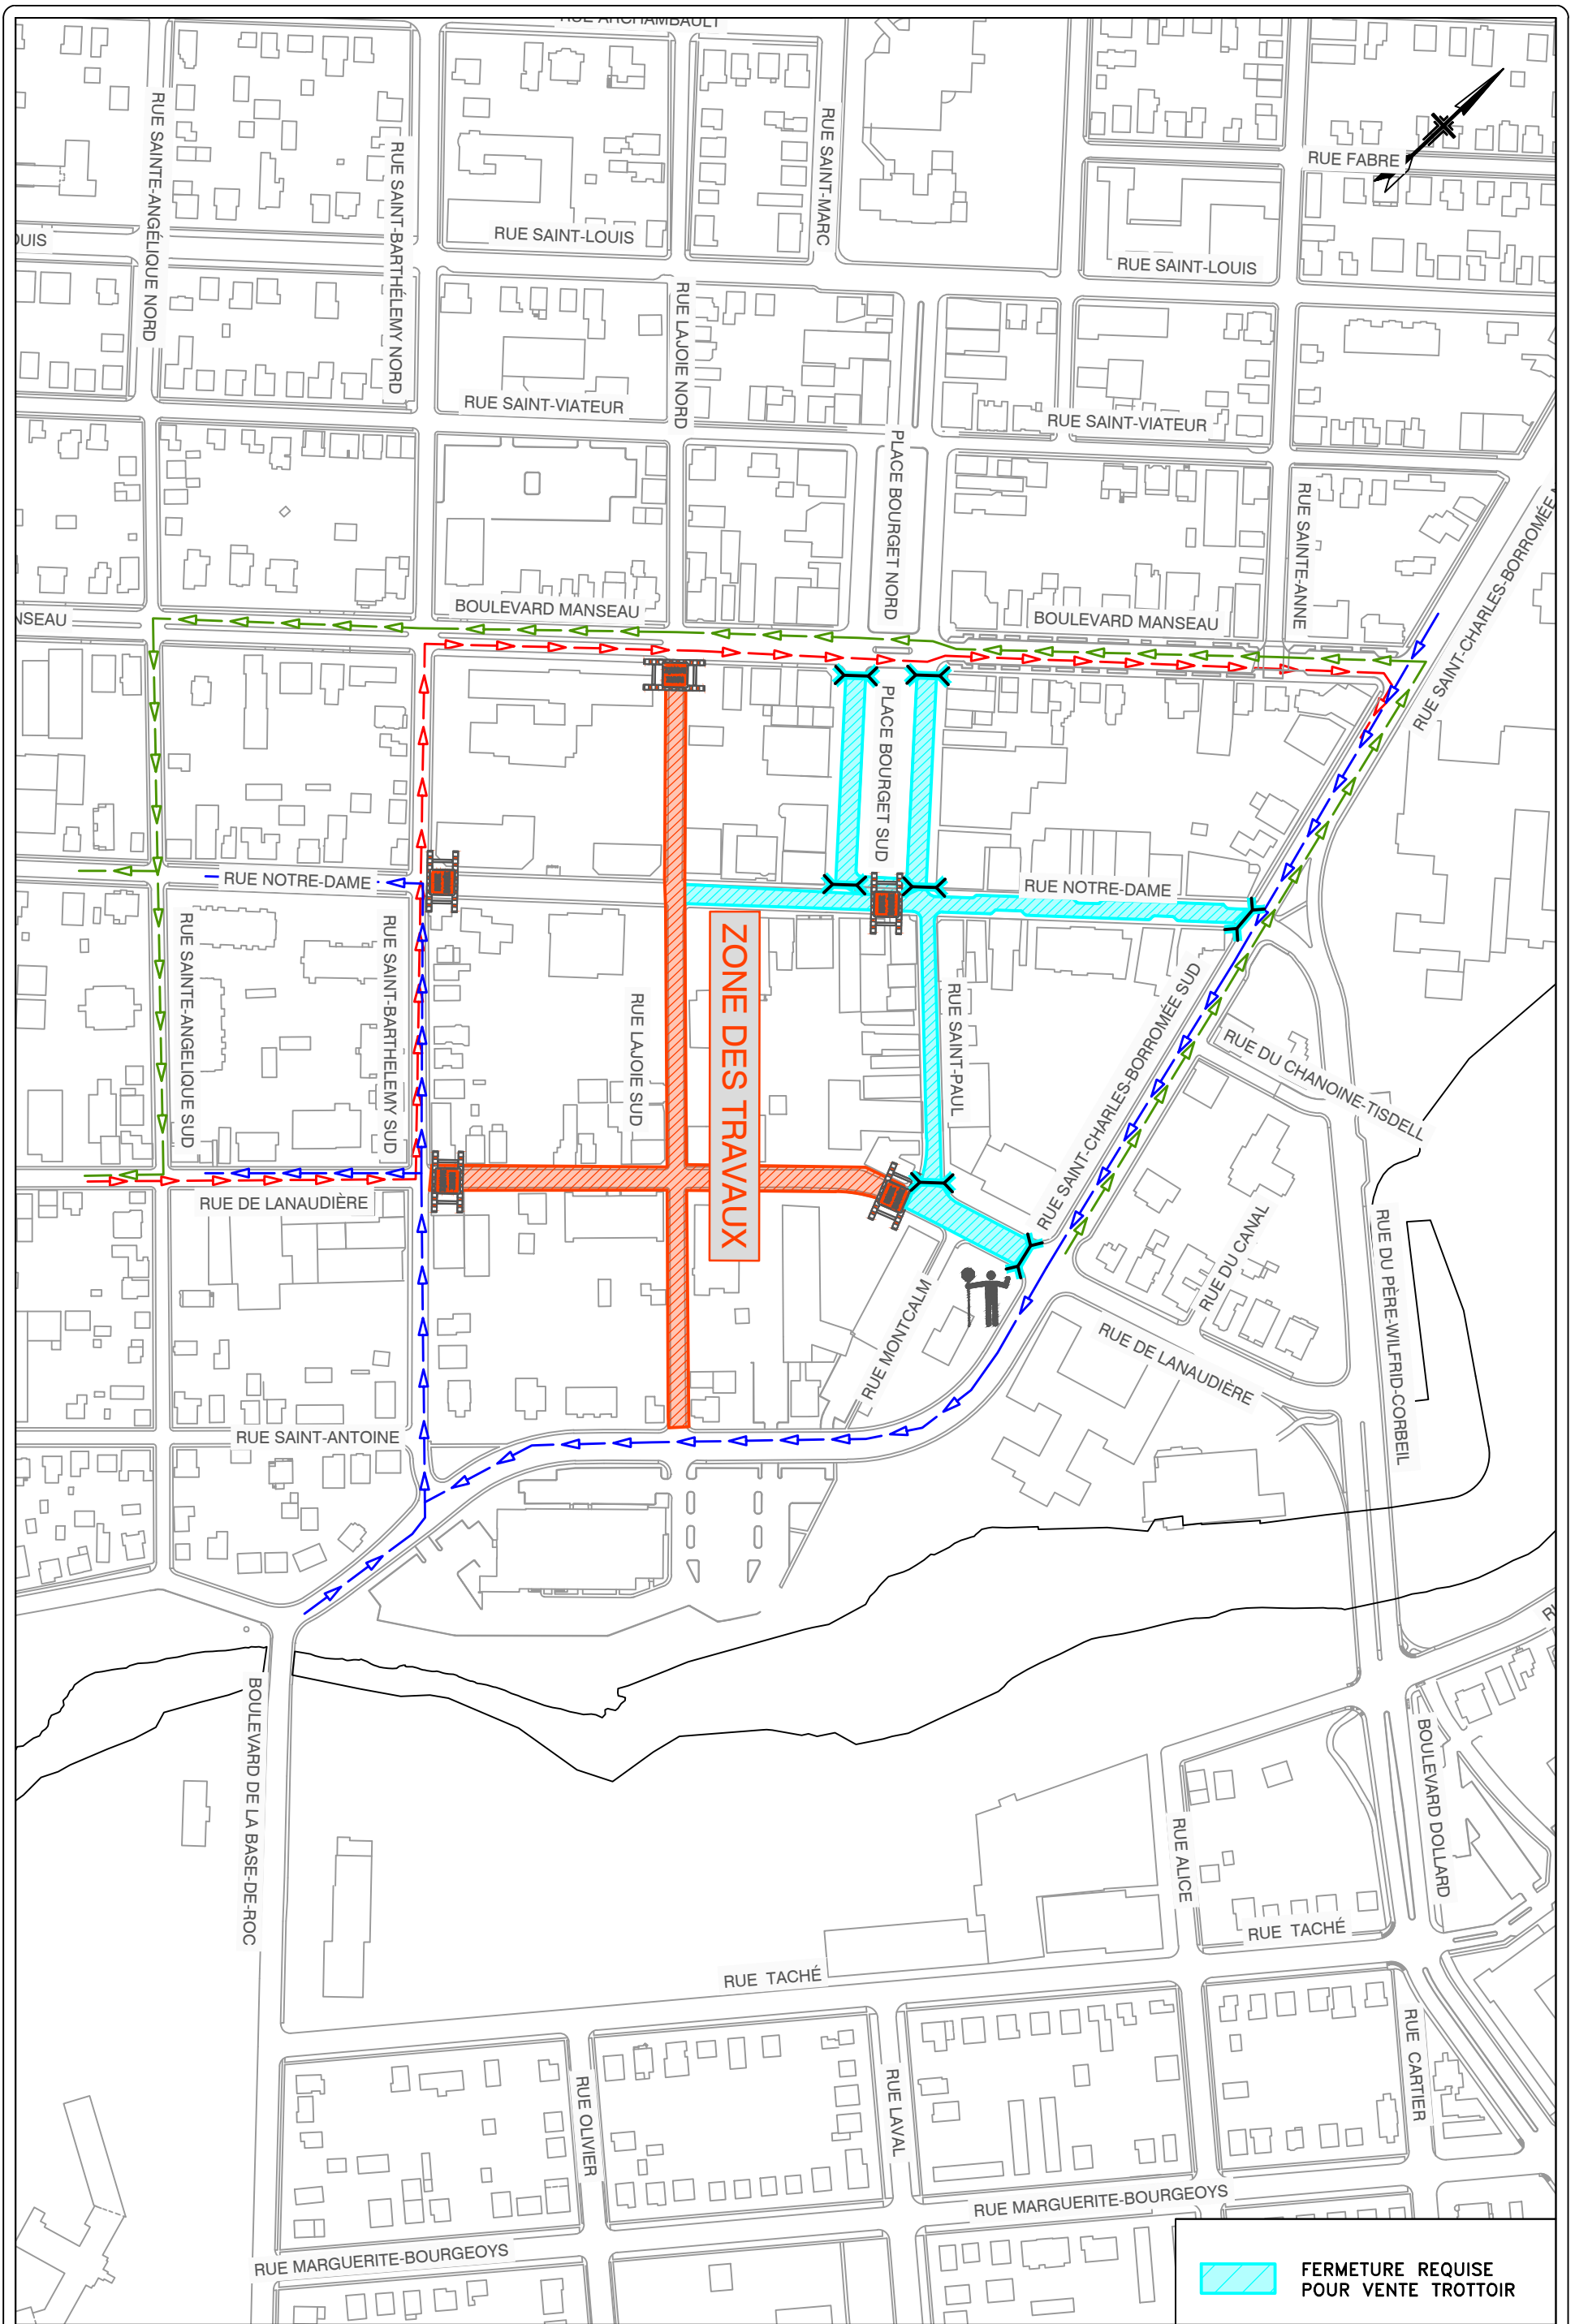 RUE ARCHAMBAULT
RUE SAINTE-ANGÉLIQUE NORD
RUE SAINT-BARTHÉLEMY NORD
RUE SAINT-MARC
RUE FABRE
OUIS
RUE SAINT-LOUIS
RUE SAINT-LOUIS
RUE LAJOIE NORD
RUE SAINT-VIATEUR
RUE SAINT-VIATEUR
PLACE BOURGET NORD
RUE SAINTE-ANNE
RUE SAINT-CHARLES-BORROMÉE
NSEAU
BOULEVARD MANSEAU
BOULEVARD MANSEAU
PLACE BOURGET SUD
RUE NOTRE-DAME
RUE NOTRE-DAME
RUE SAINTE-ANGELIQUE SUD
RUE SAINT-BARTHELEMY SUD
RUE LAJOIE SUD
ZONE DES TRAVAUX
RUE SAINT-PAUL
RUE SAINT-CHARLES-BORROMÉE SUD
RUE DU CHANOINE-TISDELL
RUE DE LANAUDIÈRE
RUE MONTCALM
RUE DU CANAL
RUE DU PÈRE-WILFRID-CORBEIL
RUE DE LANAUDIÈRE
RUE SAINT-ANTOINE
BOULEVARD DE LA BASE-DE-ROC
BOULEVARD DOLLARD
RUE ALICE
RUE TACHÉ
RUE TACHÉ
RUE OLIVIER
RUE LAVAL
RUE CARTIER
RUE MARGUERITE-BOURGEOYS
RUE MARGUERITE-BOURGEOYS
FERMETURE REQUISE
POUR VENTE TROTTOIR